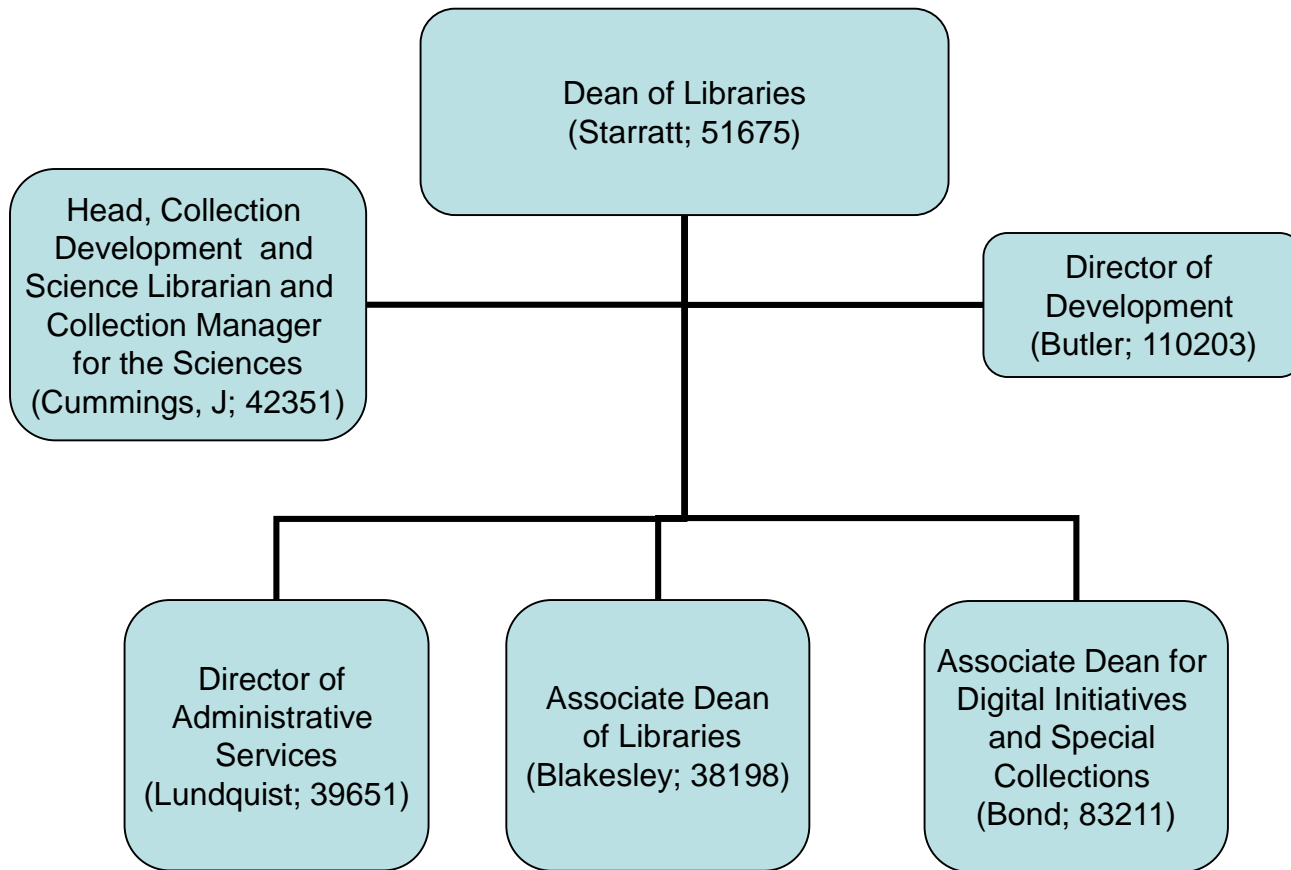 Dean of Libraries
(Starratt; 51675)
Head, Collection
Development and
Science Librarian and
Collection Manager
for the Sciences
(Cummings, J; 42351)
Director of
Development
(Butler; 110203)
Director of
Administrative
Services
(Lundquist; 39651)
Associate Dean
of Libraries
(Blakesley; 38198)
Associate Dean for
Digital Initiatives
and Special
Collections
(Bond; 83211)